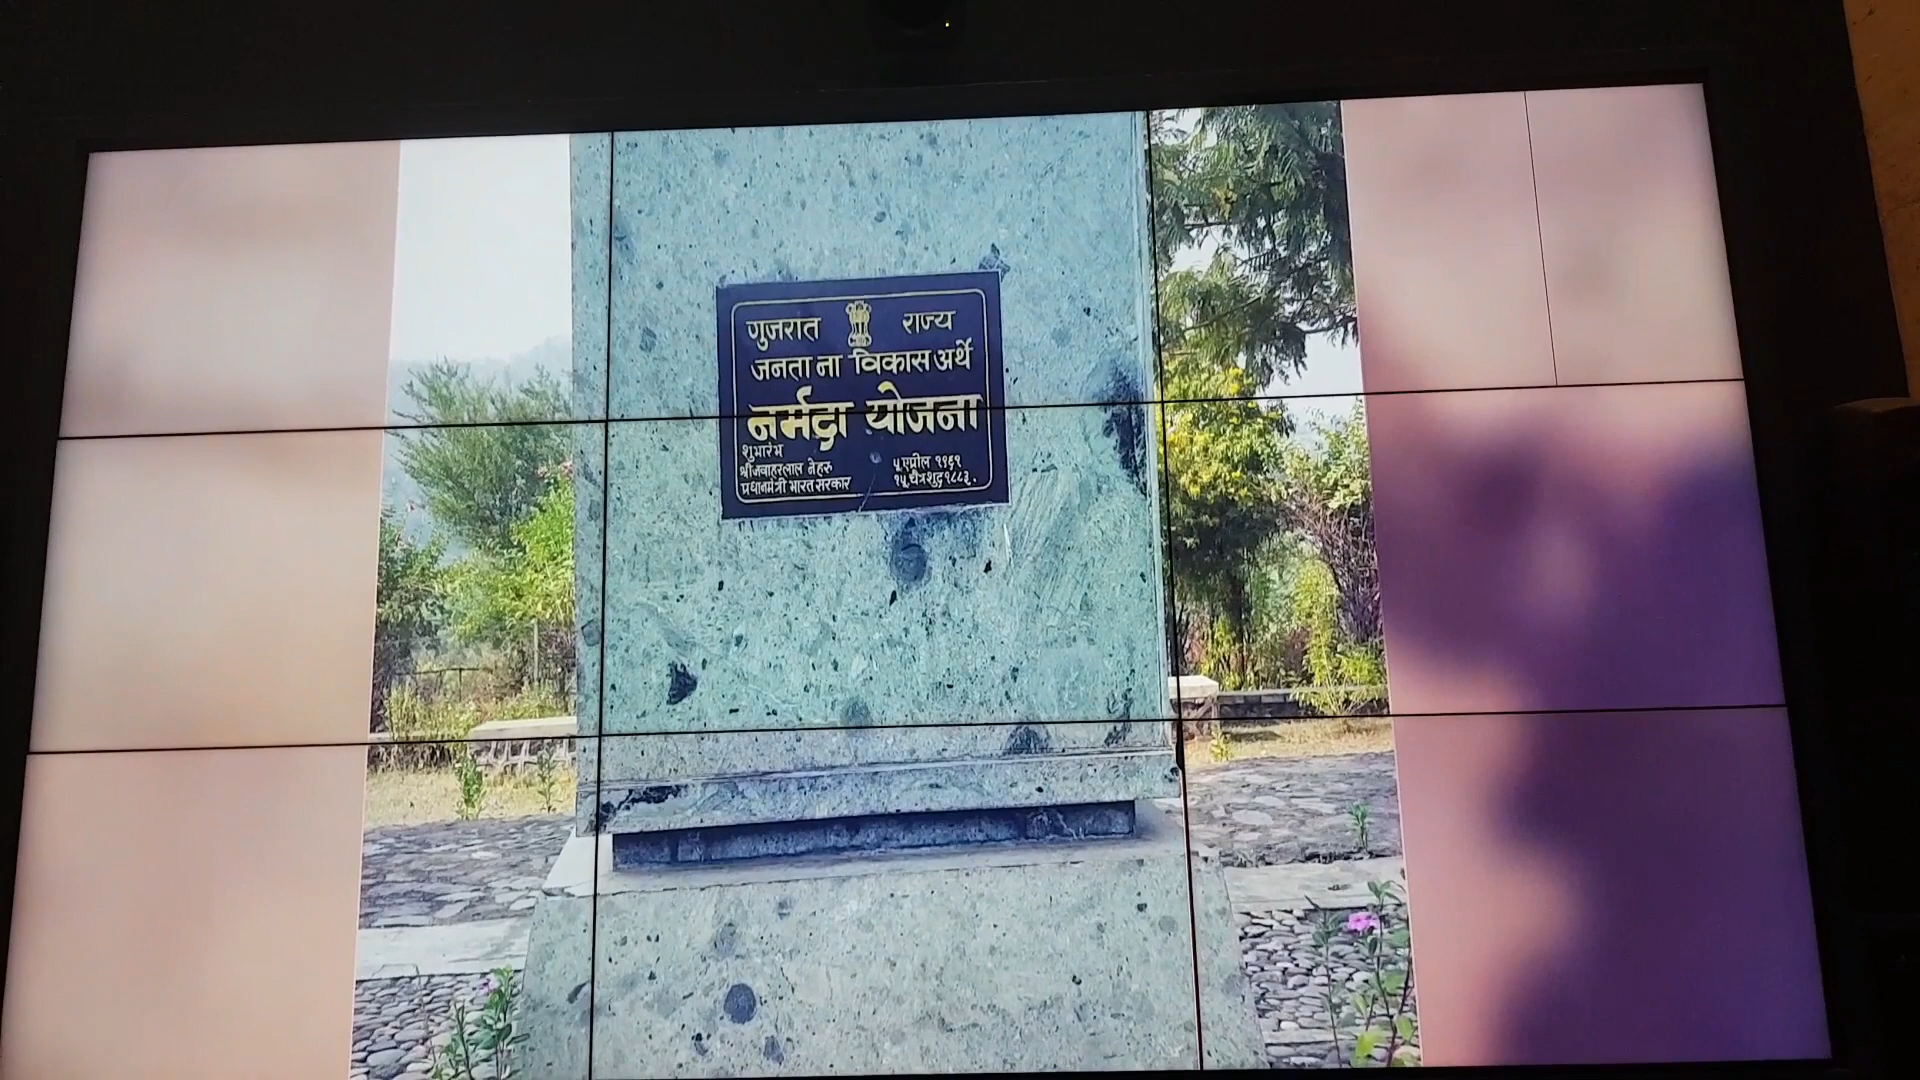 गुजरात राज्य
जनता ना विकास अर्थे
नर्मदा योजना
शुभारंभ
श्रीजवाहरलाल नेहरु ५ एप्रील १९६१
प्रधानमंत्री भारत सरकार १५ चैत्र शुद १८८३.